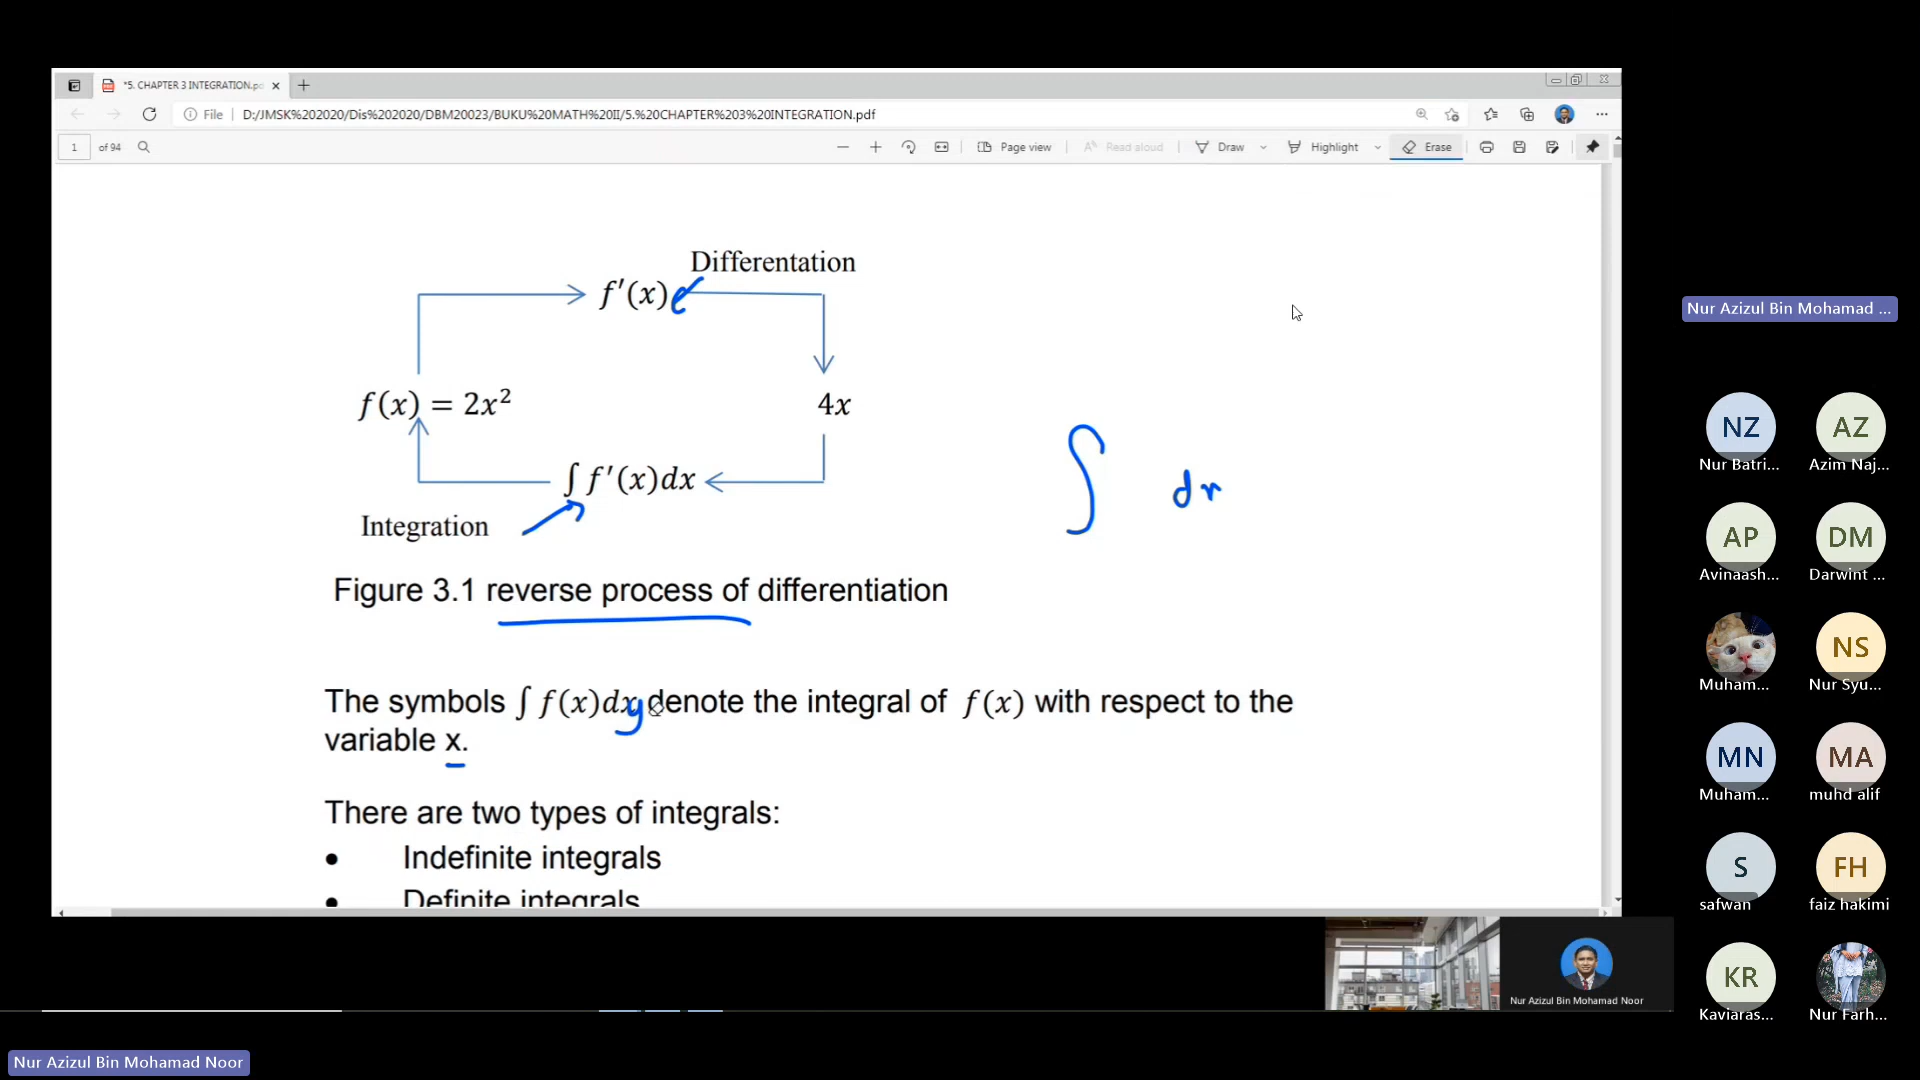 *5. CHAPTER 3 INTEGRATION.p
File D:/JMSK%202020/Dis%202020/DBM20023/BUKU%20MATH%20II/5.%20CHAPTER%203%20INTEGRATION.pdf
1 of 94 Page view Read aloud Draw Highlight Erase
Differentation
f′(x)
f(x) = 2x²
4x
∫ f′(x)dx
∫ dx
Integration
Figure 3.1 reverse process of differentiation
The symbols ∫ f(x)dx y denote the integral of f(x) with respect to the
variable x.
There are two types of integrals:
• Indefinite integrals
• Definite integrals
Nur Azizul Bin Mohamad ...
NZ
Nur Batri...
AZ
Azim Naj...
AP
Avinaash...
DM
Darwint ...
Muham...
NS
Nur Syu...
MN
Muham...
MA
muhd alif
S
safwan
FH
faiz hakimi
KR
Kaviaras...
Nur Farh...
Nur Azizul Bin Mohamad Noor
Nur Azizul Bin Mohamad Noor